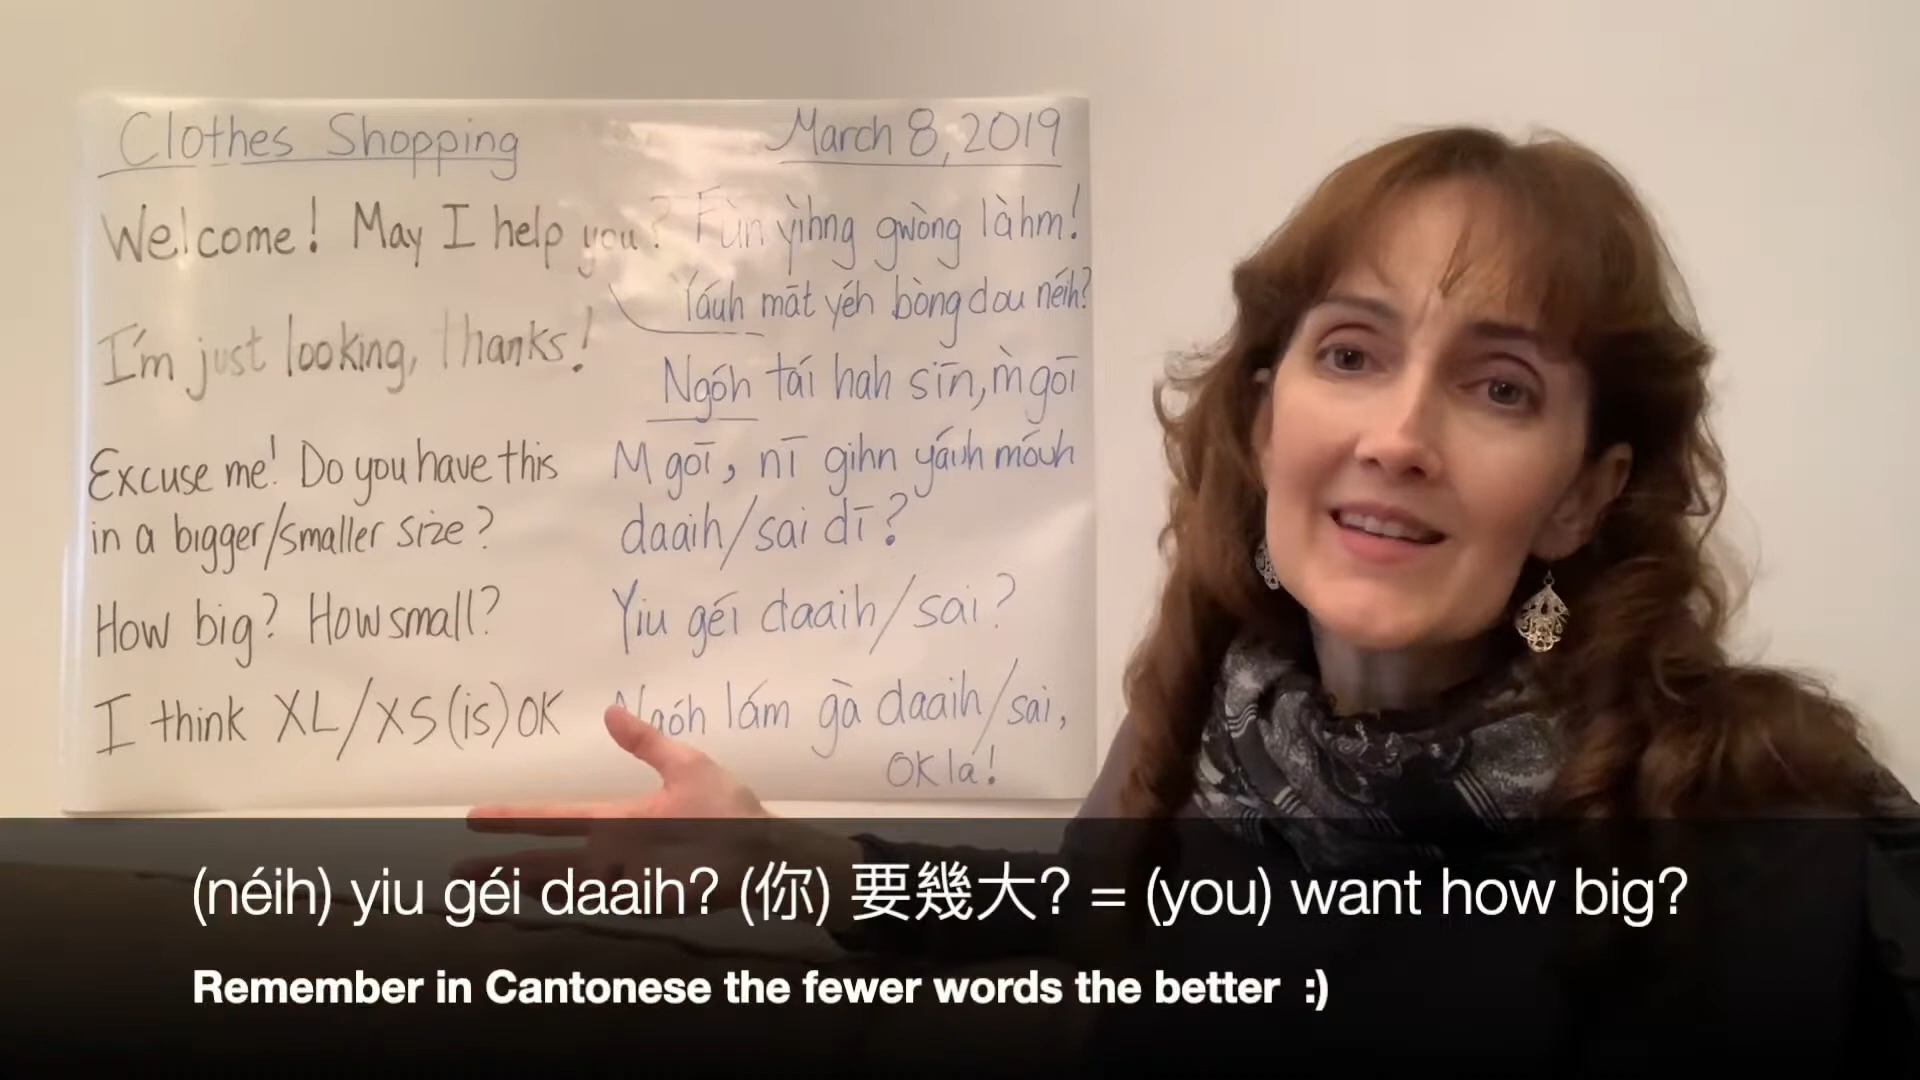 Clothes Shopping
March 8, 2019
Welcome! May I help you?
Fùn yìhng gwòng làhm!
Yáuh māt yéh bòng dou néih?
I'm just looking, thanks!
Ngóh tái hah sīn, m̀ gōi
Excuse me! Do you have this
in a bigger/smaller size?
M gōi, nī gihn yáuh móuh
daaih/sai dī?
How big? How small?
Yiu géi daaih/sai?
I think XL/XS (is) OK
Ngóh lám gà daaih/sai,
OK la!
(néih) yiu géi daaih? (你) 要幾大? = (you) want how big?
Remember in Cantonese the fewer words the better :)